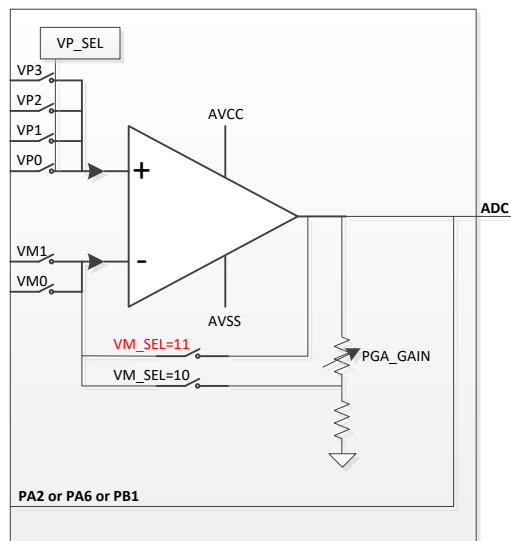 VP_SEL
VP3
VP2
VP1
VP0
AVCC
+
-
ADC
VM1
VM0
AVSS
VM_SEL=11
PGA_GAIN
VM_SEL=10
PA2 or PA6 or PB1